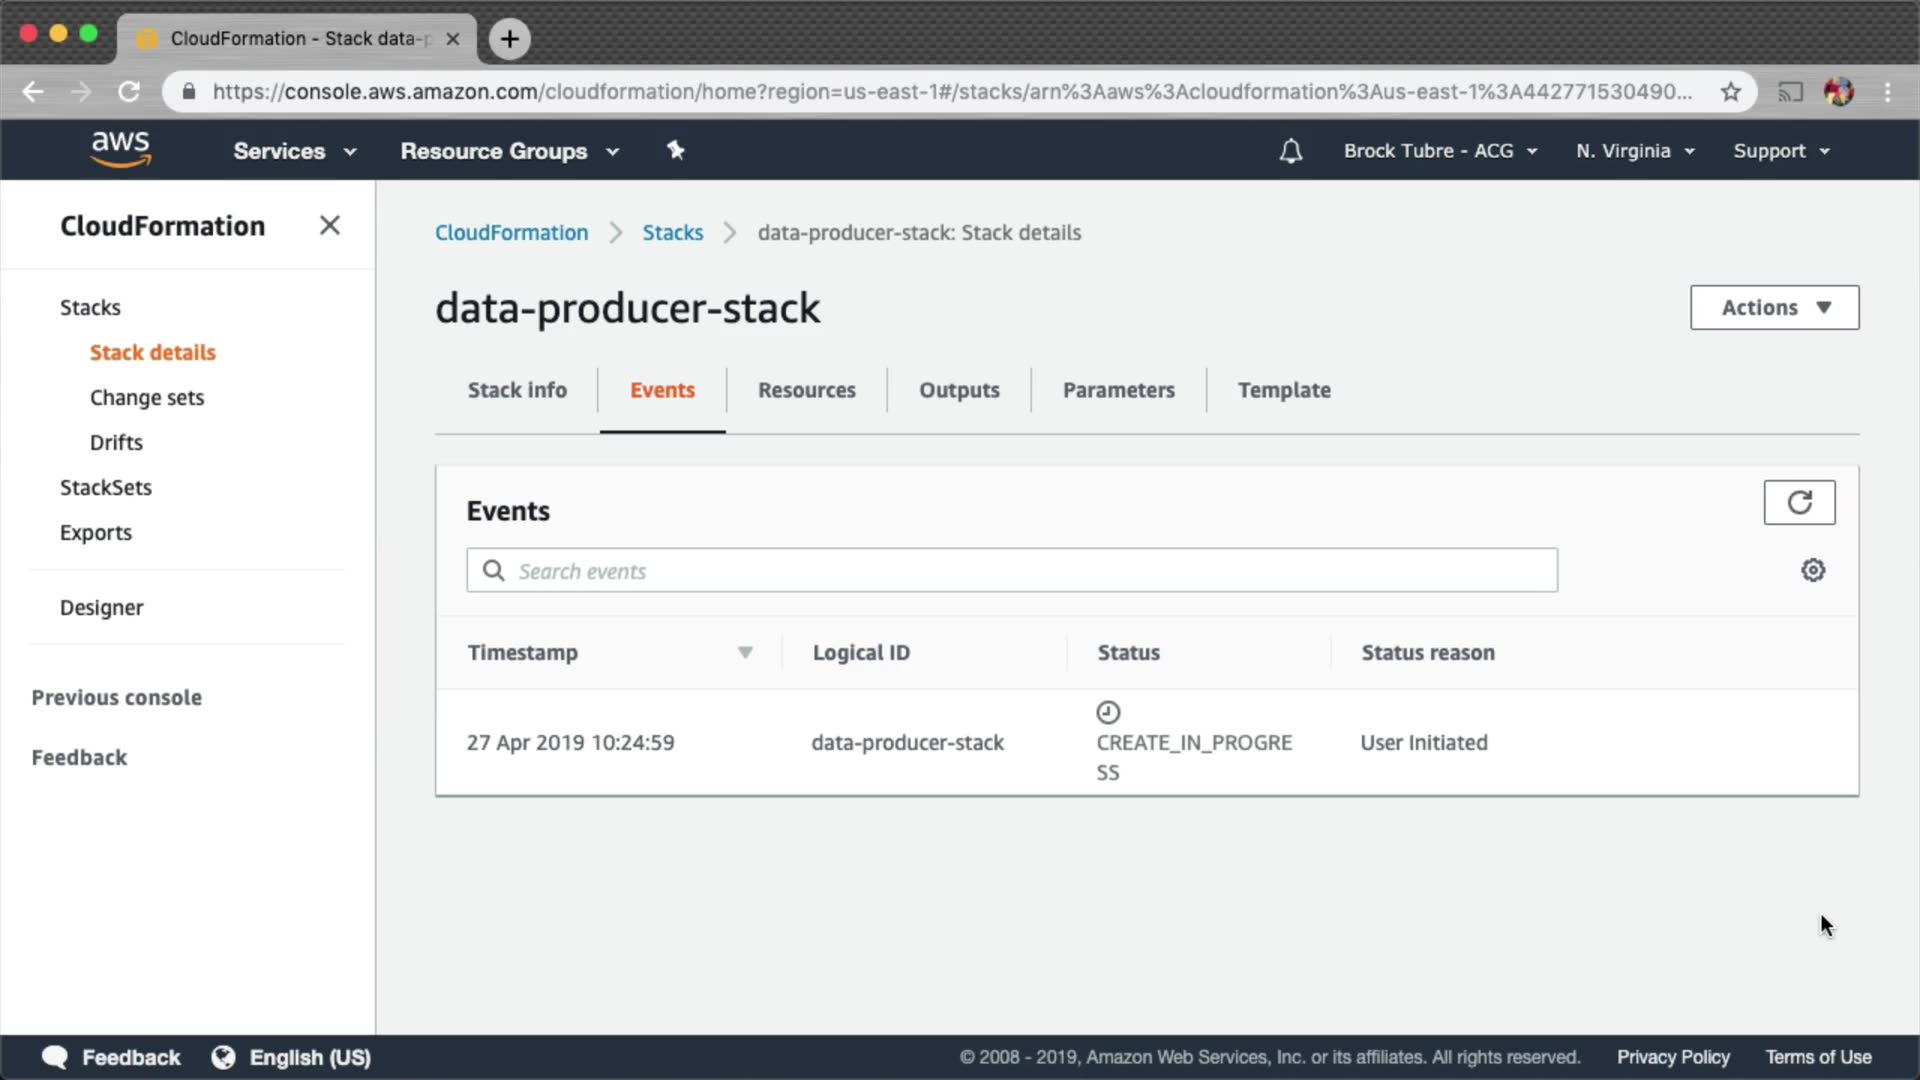 CloudFormation - Stack data-p
https://console.aws.amazon.com/cloudformation/home?region=us-east-1#/stacks/arn%3Aaws%3Acloudformation%3Aus-east-1%3A442771530490...
aws
Services
Resource Groups
Brock Tubre - ACG
N. Virginia
Support
CloudFormation
Stacks
Stack details
Change sets
Drifts
StackSets
Exports
Designer
Previous console
Feedback
CloudFormation
Stacks
data-producer-stack: Stack details
data-producer-stack
Actions
Stack info
Events
Resources
Outputs
Parameters
Template
Events
Search events
Timestamp
Logical ID
Status
Status reason
27 Apr 2019 10:24:59
data-producer-stack
CREATE_IN_PROGRE
SS
User Initiated
Feedback
English (US)
© 2008 - 2019, Amazon Web Services, Inc. or its affiliates. All rights reserved.
Privacy Policy
Terms of Use